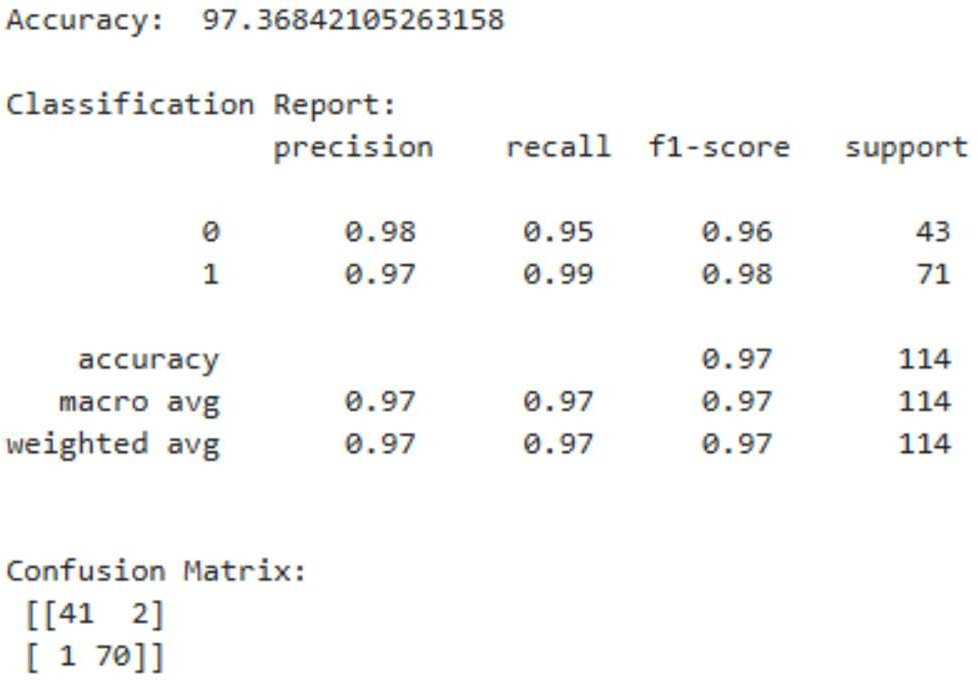 Accuracy:  97.36842105263158
Classification Report:
precision recall f1-score support
0 0.98 0.95 0.96 43
1 0.97 0.99 0.98 71
accuracy 0.97 114
macro avg 0.97 0.97 0.97 114
weighted avg 0.97 0.97 0.97 114
Confusion Matrix:
[[41  2]
[ 1 70]]